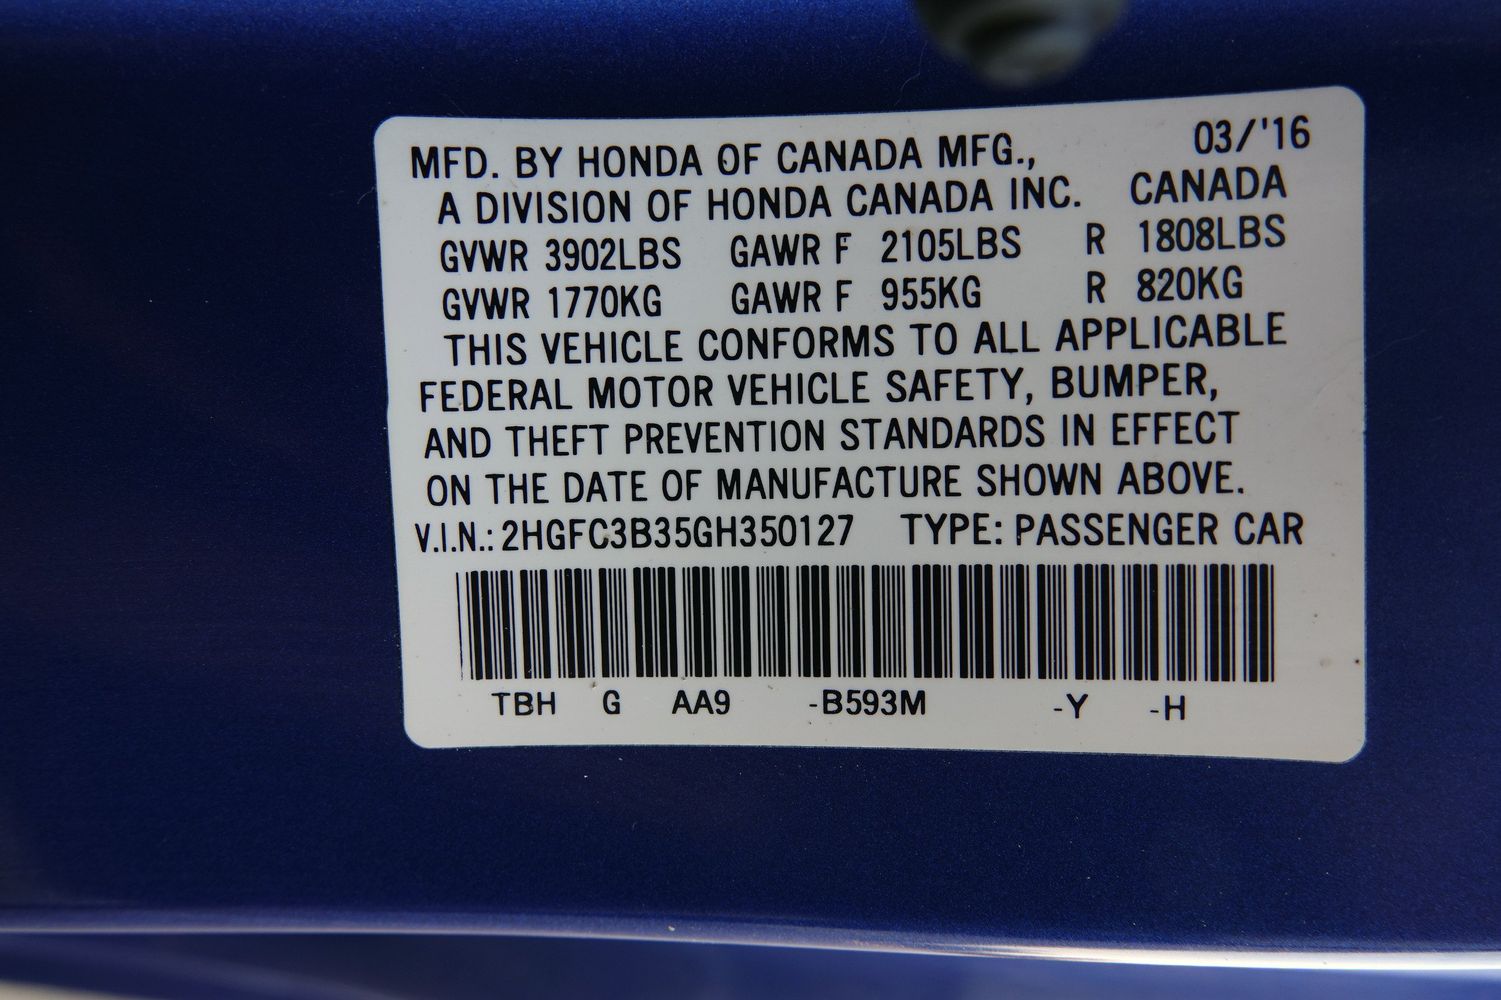 MFD. BY HONDA OF CANADA MFG., 03/'16
A DIVISION OF HONDA CANADA INC. CANADA
GVWR 3902LBS GAWR F 2105LBS R 1808LBS
GVWR 1770KG GAWR F 955KG R 820KG
THIS VEHICLE CONFORMS TO ALL APPLICABLE
FEDERAL MOTOR VEHICLE SAFETY, BUMPER,
AND THEFT PREVENTION STANDARDS IN EFFECT
ON THE DATE OF MANUFACTURE SHOWN ABOVE.
V.I.N.: 2HGFC3B35GH350127 TYPE: PASSENGER CAR
TBH G AA9 -B593M -Y -H